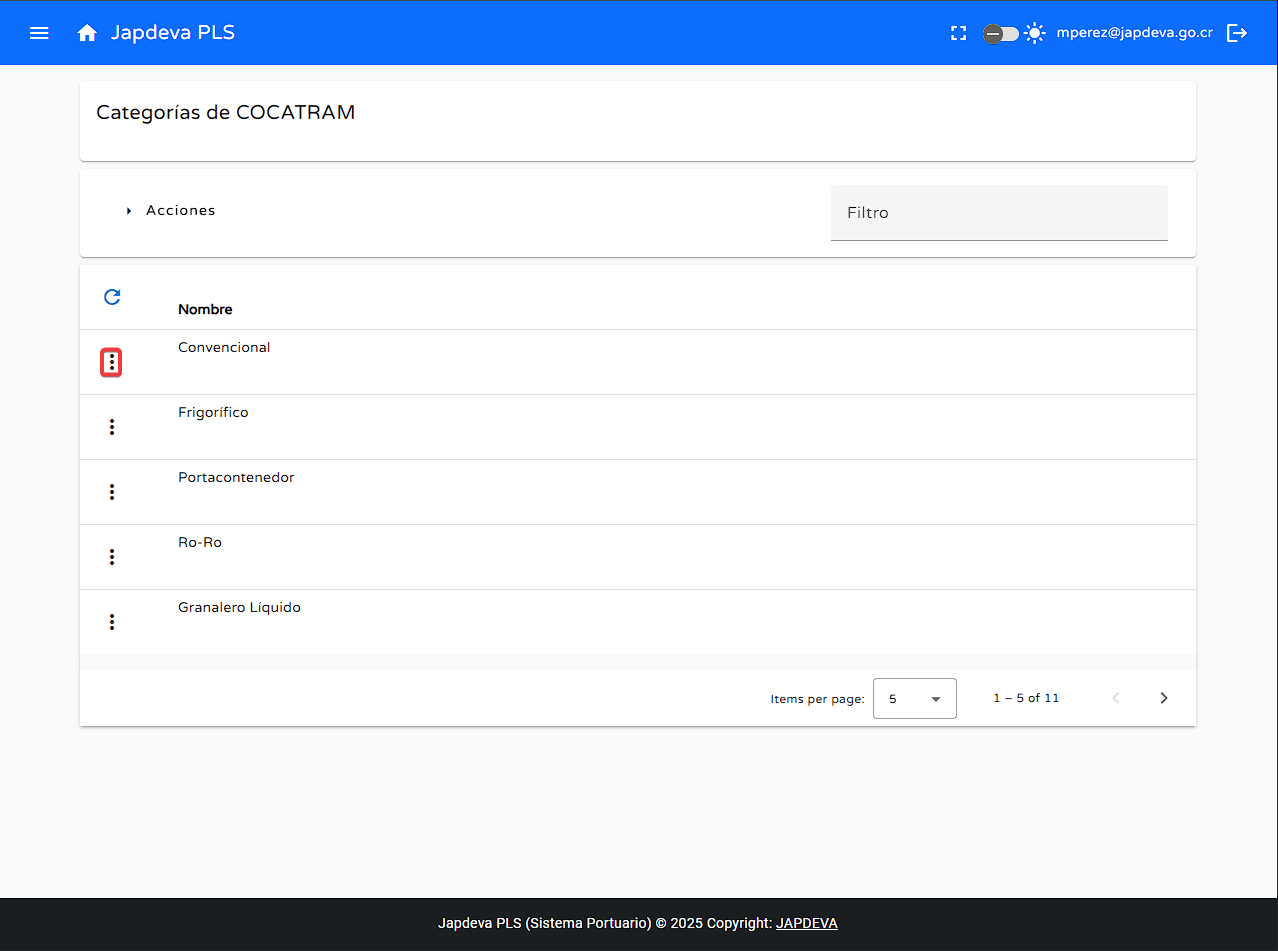 Japdeva PLS
mperez@japdeva.go.cr
Categorías de COCATRAM
Acciones
Filtro
Nombre
Convencional
Frigorífico
Portacontenedor
Ro-Ro
Granalero Líquido
Items per page: 5 1 – 5 of 11
Japdeva PLS (Sistema Portuario) © 2025 Copyright: JAPDEVA